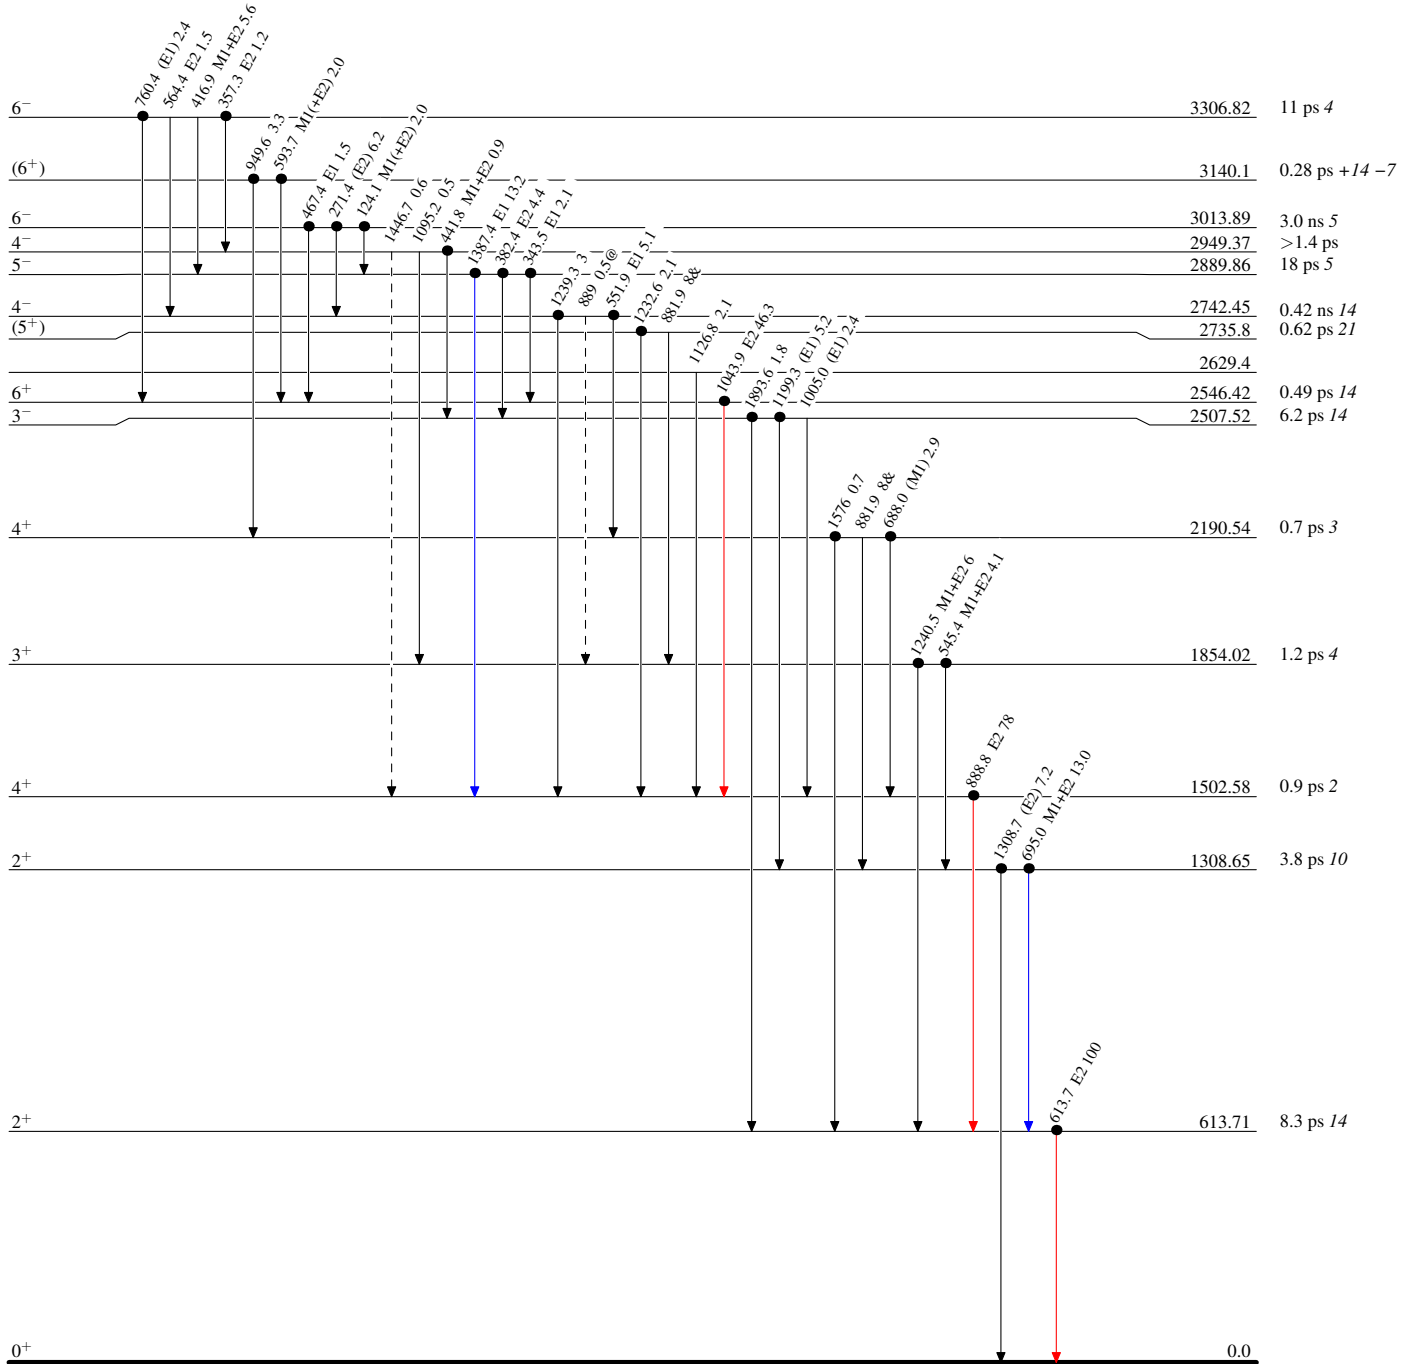 760.4 (E1) 2.4
564.4 E2 1.5
416.9 M1+E2 5.6
357.3 E2 1.2
6⁻ 3306.82 11 ps 4
949.6 3.3
593.7 M1(+E2) 2.0
(6⁺) 3140.1 0.28 ps +14 −7
467.4 E1 1.5
271.4 (E2) 6.2
124.1 M1(+E2) 2.0
6⁻ 3013.89 3.0 ns 5
1446.7 0.6
1095.2 0.5
441.8 M1+E2 0.9
4⁻ 2949.37 >1.4 ps
1387.4 E1 13.2
382.4 E2 4.4
343.5 E1 2.1
5⁻ 2889.86 18 ps 5
1239.3 3
889 0.5@
551.9 E1 5.1
4⁻ 2742.45 0.42 ns 14
1232.6 2.1
881.9 8&
(5⁺) 2735.8 0.62 ps 21
1126.8 2.1
2629.4
1043.9 E2 46.3
6⁺ 2546.42 0.49 ps 14
1893.6 1.8
1199.3 (E1) 5.2
1005.0 (E1) 2.4
3⁻ 2507.52 6.2 ps 14
1576 0.7
881.9 8&
688.0 (M1) 2.9
4⁺ 2190.54 0.7 ps 3
1240.5 M1+E2 6
545.4 M1+E2 4.1
3⁺ 1854.02 1.2 ps 4
888.8 E2 78
4⁺ 1502.58 0.9 ps 2
1308.7 (E2) 7.2
695.0 M1+E2 13.0
2⁺ 1308.65 3.8 ps 10
613.7 E2 100
2⁺ 613.71 8.3 ps 14
0⁺ 0.0